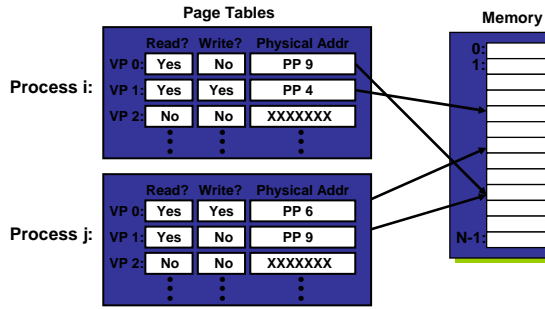 Page Tables
Memory
Read? Write? Physical Addr
VP 0: Yes No PP 9
Process i: VP 1: Yes Yes PP 4
VP 2: No No XXXXXXX
0:
1:
Read? Write? Physical Addr
VP 0: Yes Yes PP 6
Process j: VP 1: Yes No PP 9
VP 2: No No XXXXXXX
N-1: